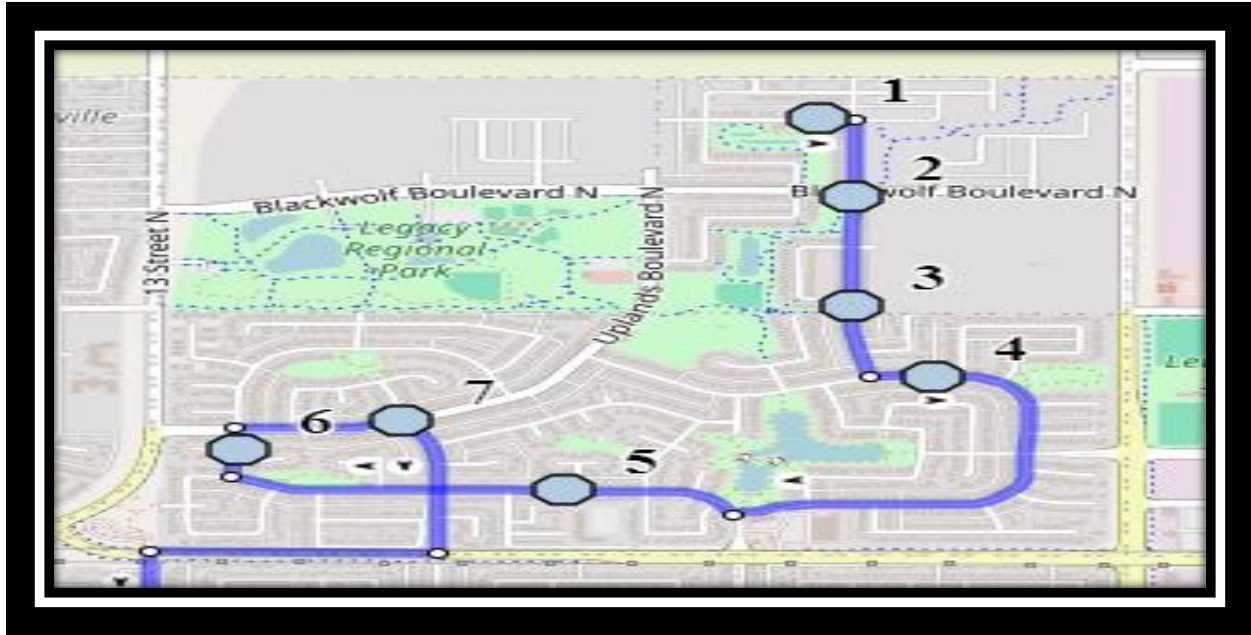 1
ville
2
Blackwolf Boulevard N
Blackwolf Boulevard N
Legacy
Regional
Park
13 Street N
Uplands Boulevard N
3
4
7
6
5